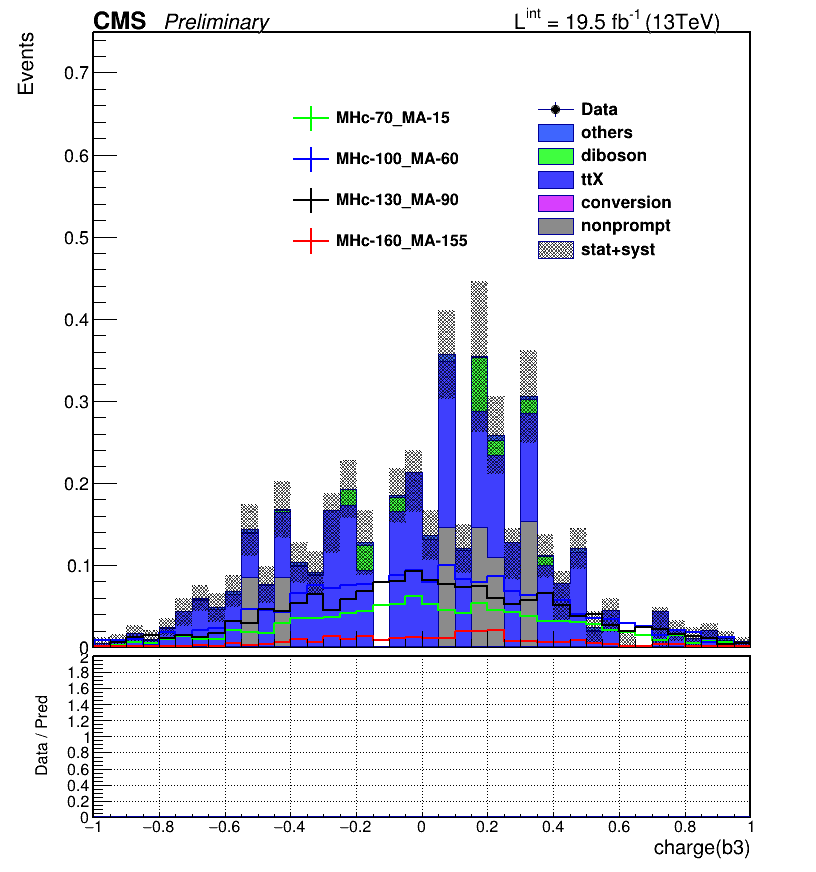 CMS Preliminary L^int = 19.5 fb^-1 (13TeV)
Events
0.7
0.6
0.5
0.4
0.3
0.2
0.1
0
MHc-70_MA-15
MHc-100_MA-60
MHc-130_MA-90
MHc-160_MA-155
Data
others
diboson
ttX
conversion
nonprompt
stat+syst
Data / Pred
2
1.8
1.6
1.4
1.2
1
0.8
0.6
0.4
0.2
0
−1 −0.8 −0.6 −0.4 −0.2 0 0.2 0.4 0.6 0.8 1
charge(b3)